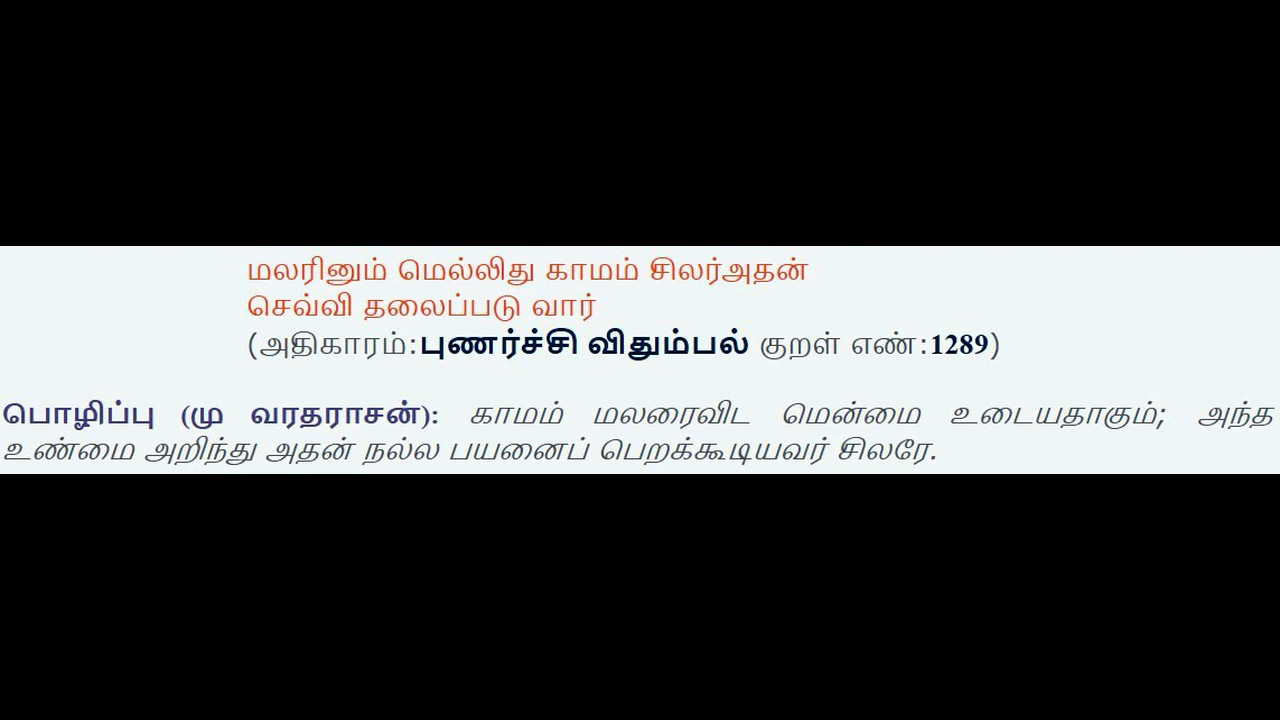 மலரினும் மெல்லிது காமம் சிலர்அதன்
செவ்வி தலைப்படு வார்
(அதிகாரம்:புணர்ச்சி விதும்பல் குறள் எண்:1289)
பொழிப்பு (மு வரதராசன்): காமம் மலரைவிட மென்மை உடையதாகும்; அந்த
உண்மை அறிந்து அதன் நல்ல பயனைப் பெறக்கூடியவர் சிலரே.